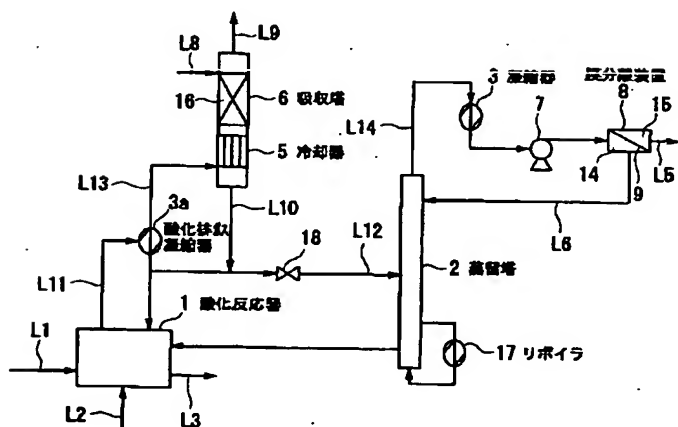 L9
L8
16
6 吸収塔
5 冷却器
L13
3a
酸化排気
凝縮器
L10
L11
18
L12
1 酸化反応器
L1
L2
L3
L14
3 凝縮器
7
膜分離装置
8
15
14
9
L5
L6
2 蒸留塔
17 リボイラ